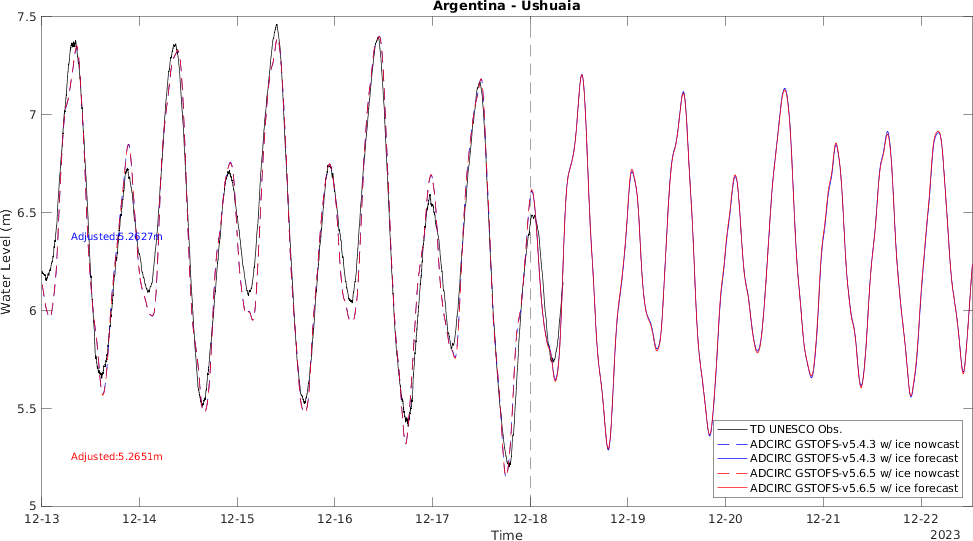 Argentina - Ushuaia
7.5
7
6.5
6
5.5
5
Water Level (m)
Adjusted:5.2627m
Adjusted:5.2651m
TD UNESCO Obs.
ADCIRC GSTOFS-v5.4.3 w/ ice nowcast
ADCIRC GSTOFS-v5.4.3 w/ ice forecast
ADCIRC GSTOFS-v5.6.5 w/ ice nowcast
ADCIRC GSTOFS-v5.6.5 w/ ice forecast
12-13 12-14 12-15 12-16 12-17 12-18 12-19 12-20 12-21 12-22
Time
2023